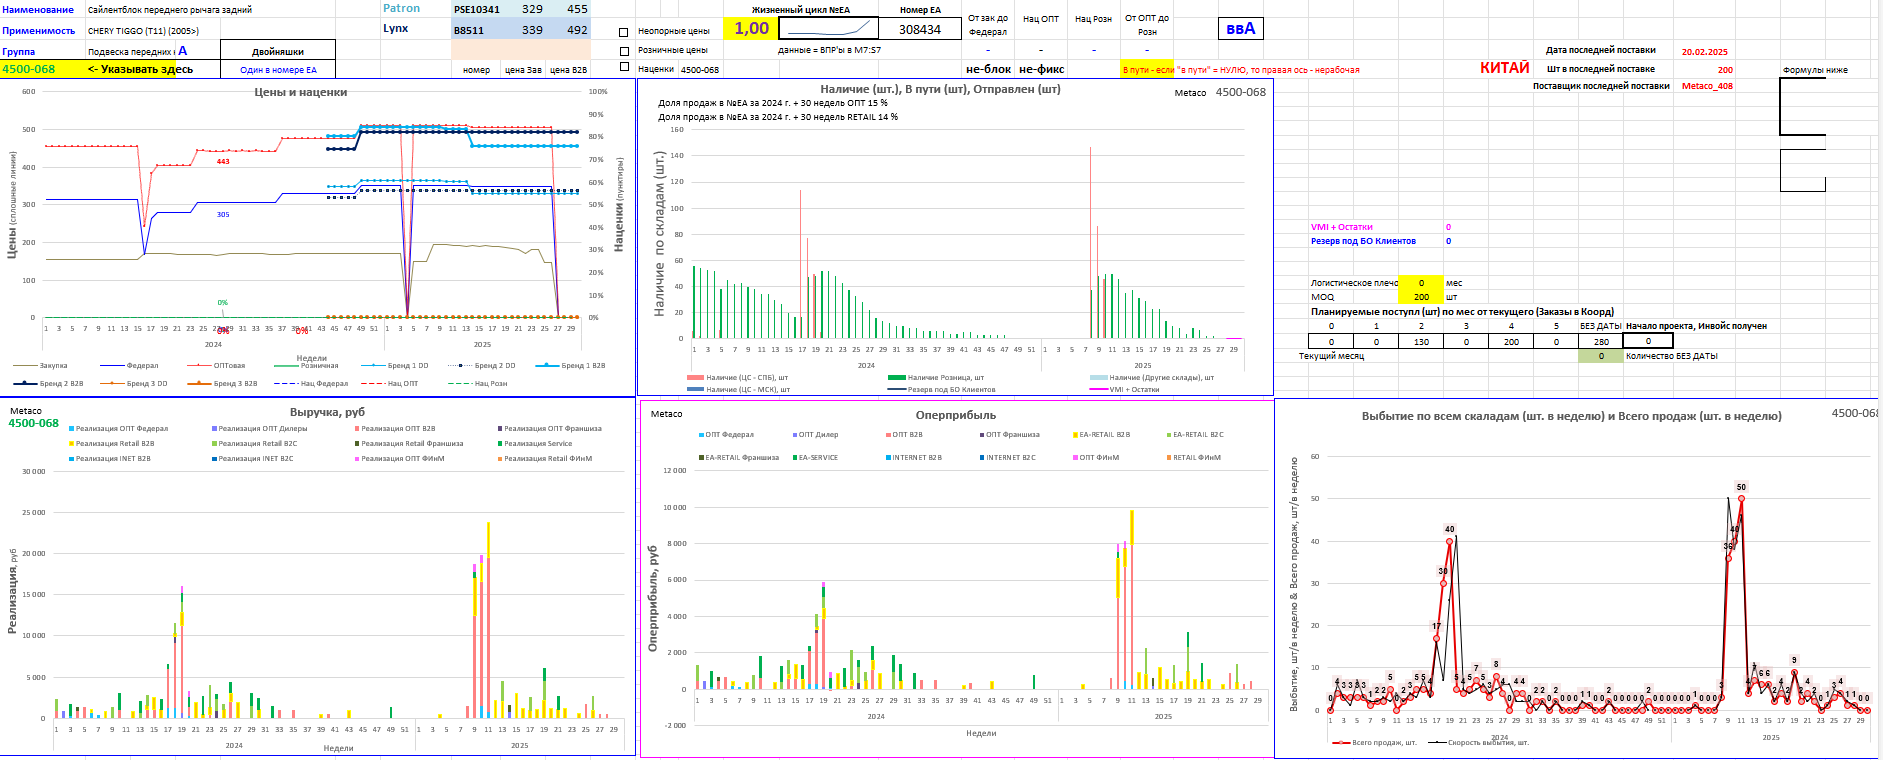 Наименование Сайлентблок переднего рычага задний Patron PSE10341 329 455
Применимость CHERY TIGGO (T11) (2005>) Lynx B8511 339 492
Группа Подвеска передних А Двойняшки
4500-068 <- Указывать здесь Один в номере EA номер цена Зав цена B2B
Жизненный цикл №EA Номер EA От зак до Федерал Нац ОПТ Нац Розн От ОПТ до Розн ввА
Неопорные цены 1,00 308434
Розничные цены данные = ВПР'ы в M7:S7 - - - -
Наценки 4500-068 не-блок не-фикс В пути - если "в пути" = НУЛЮ, то правая ось - нерабочая
Дата последней поставки 20.02.2025
КИТАЙ Шт в последней поставке 200 Формулы ниже
Поставщик последней поставки Metaco_408
Цены и наценки
Цены (сплошные линии)
Наценки (пунктиры)
600 500 400 300 200 100 0
100% 90% 80% 70% 60% 50% 40% 30% 20% 10% 0%
443
305
0%
0%
1 3 5 7 9 11 13 15 17 19 21 23 25 27 29 31 33 35 37 39 41 43 45 47 49 51 1 3 5 7 9 11 13 15 17 19 21 23 25 27 29
2024 2025
Недели
Закупка Федерал ОПТовая Розничная Бренд 1 DD Бренд 2 DD Бренд 1 B2B
Бренд 2 B2B Бренд 3 DD Бренд 3 B2B Нац Федерал Нац ОПТ Нац Розн
Наличие (шт.), В пути (шт), Отправлен (шт)
Metaco 4500-068
Доля продаж в №EA за 2024 г. + 30 недель ОПТ 15 %
Доля продаж в №EA за 2024 г. + 30 недель RETAIL 14 %
Наличие по складам (шт.)
160 140 120 100 80 60 40 20 0
1 3 5 7 9 11 13 15 17 19 21 23 25 27 29 31 33 35 37 39 41 43 45 47 49 51 1 3 5 7 9 11 13 15 17 19 21 23 25 27 29
2024 2025
Наличие (ЦС - СПБ), шт Наличие Розница, шт Наличие (Другие склады), шт
Наличие (ЦС - МСК), шт Резерв под БО Клиентов VMI + Остатки
VMI + Остатки 0
Резерв под БО Клиентов 0
Логистическое плечо 0 мес
MOQ 200 шт
Планируемые поступл (шт) по мес от текущего (Заказы в Коорд)
0 1 2 3 4 5 БЕЗ ДАТЫ Начало проекта, Инвойс получен
0 0 130 0 200 0 280 0
Текущий месяц 0 Количество БЕЗ ДАТЫ
Metaco
4500-068
Выручка, руб
Реализация ОПТ Федерал Реализация ОПТ Дилеры Реализация ОПТ B2B Реализация ОПТ Франшиза
Реализация Retail B2B Реализация Retail B2C Реализация Retail Франшиза Реализация Service
Реализация INET B2B Реализация INET B2C Реализация ОПТ ФИнМ Реализация Retail ФИнМ
Реализация, руб
30 000 25 000 20 000 15 000 10 000 5 000 0
1 3 5 7 9 11 13 15 17 19 21 23 25 27 29 31 33 35 37 39 41 43 45 47 49 51 1 3 5 7 9 11 13 15 17 19 21 23 25 27 29
2024 2025
Недели
Metaco
Оперприбыль
ОПТ Федерал ОПТ Дилер ОПТ B2B ОПТ Франшиза EA-RETAIL B2B EA-RETAIL B2C
EA-RETAIL Франшиза EA-SERVICE INTERNET B2B INTERNET B2C ОПТ ФИнМ RETAIL ФИнМ
Оперприбыль, руб
12 000 10 000 8 000 6 000 4 000 2 000 0 -2 000
1 3 5 7 9 11 13 15 17 19 21 23 25 27 29 31 33 35 37 39 41 43 45 47 49 51 1 3 5 7 9 11 13 15 17 19 21 23 25 27 29
2024 2025
Недели
Выбытие по всем скаладам (шт. в неделю) и Всего продаж (шт. в неделю)
4500-068
Выбытие, шт/в неделю & Всего продаж, шт/в неделю
60 50 40 30 20 10 0
17 30 40 7 8 36 40 50 9
1 3 5 7 9 11 13 15 17 19 21 23 25 27 29 31 33 35 37 39 41 43 45 47 49 51 1 3 5 7 9 11 13 15 17 19 21 23 25 27 29
2024 2025
Всего продаж, шт. Скорость выбытия, шт.